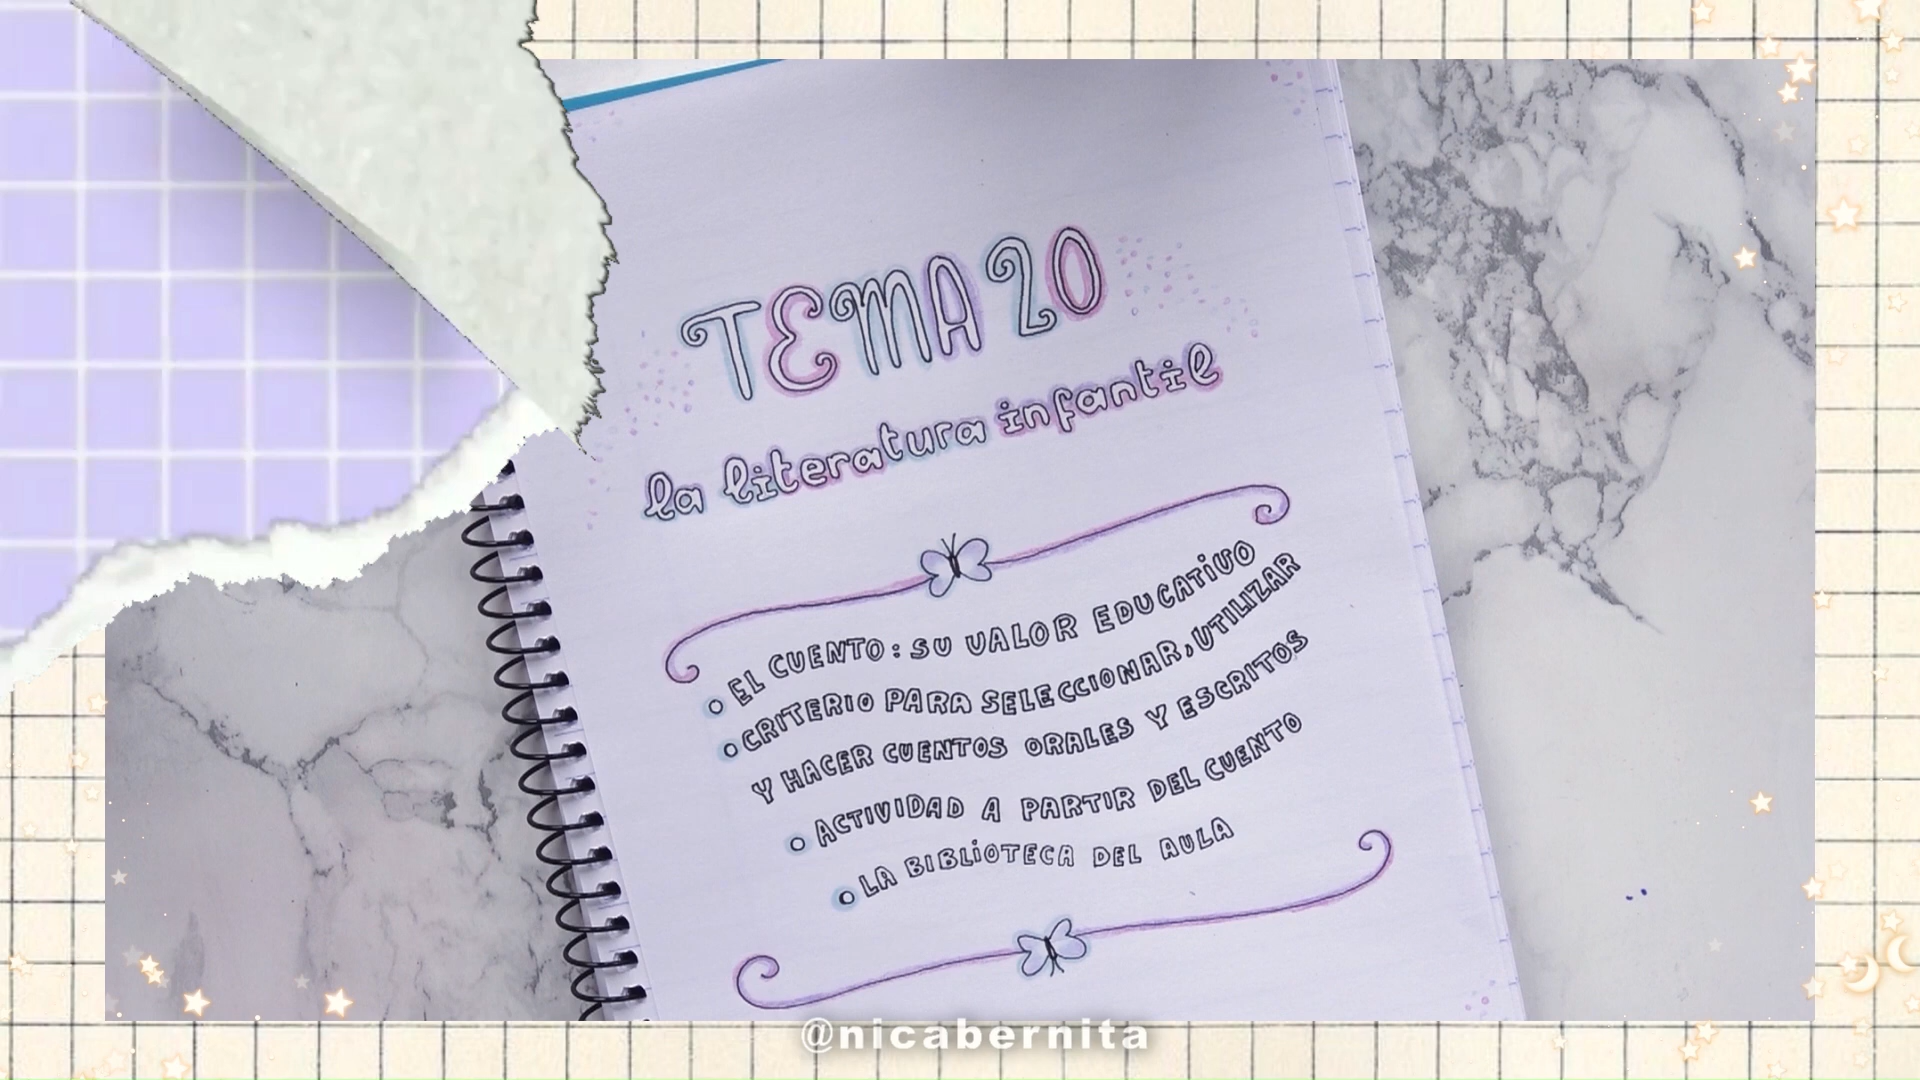 TEMA 20
la literatura infantil
EL CUENTO: SU VALOR EDUCATIVO
CRITERIO PARA SELECCIONAR, UTILIZAR
Y HACER CUENTOS ORALES Y ESCRITOS
ACTIVIDAD A PARTIR DEL CUENTO
LA BIBLIOTECA DEL AULA
@nicabernita